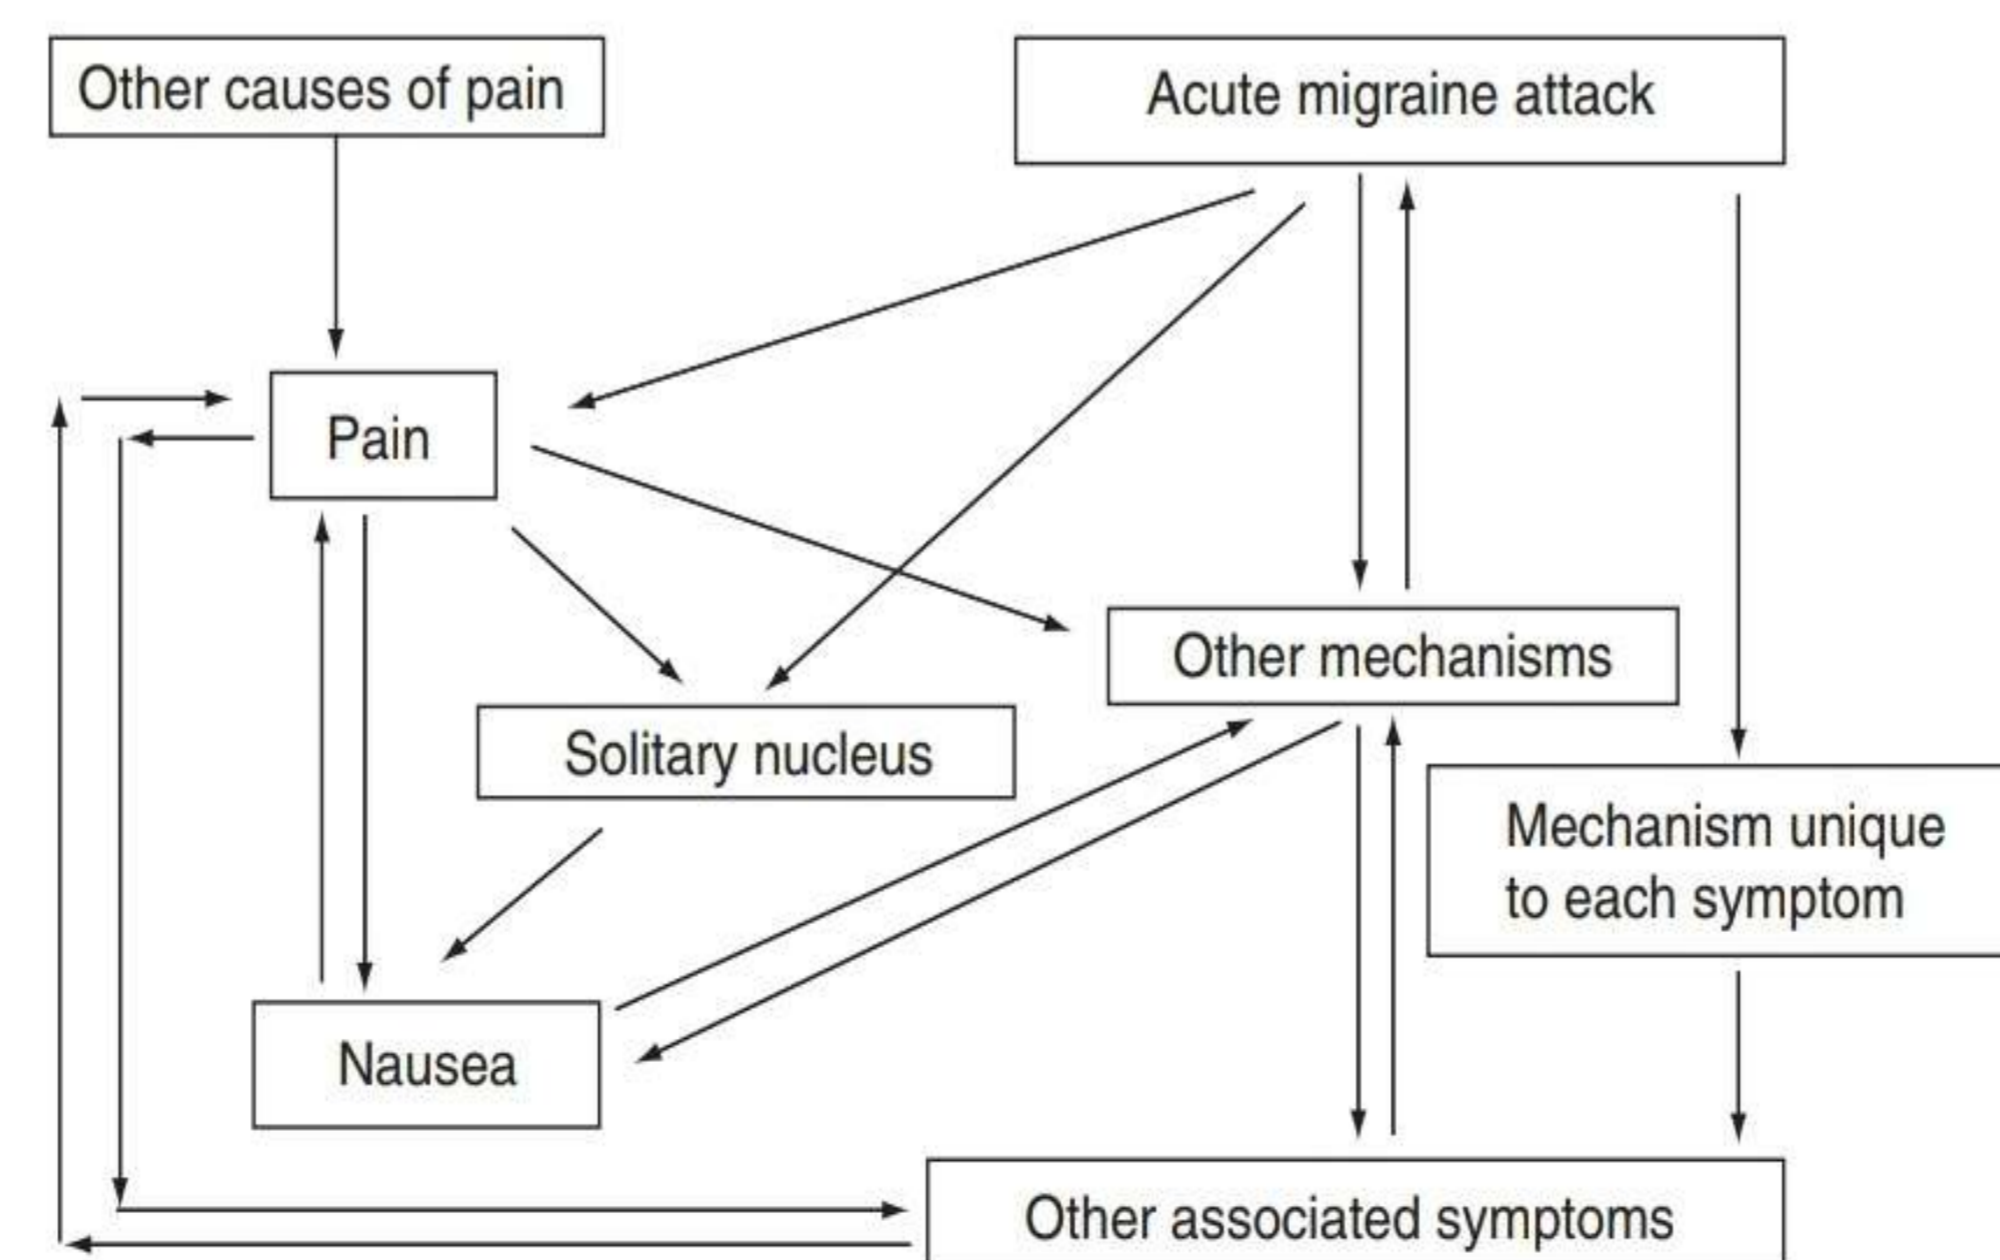 Other causes of pain
Acute migraine attack
Pain
Other mechanisms
Solitary nucleus
Mechanism unique
to each symptom
Nausea
Other associated symptoms